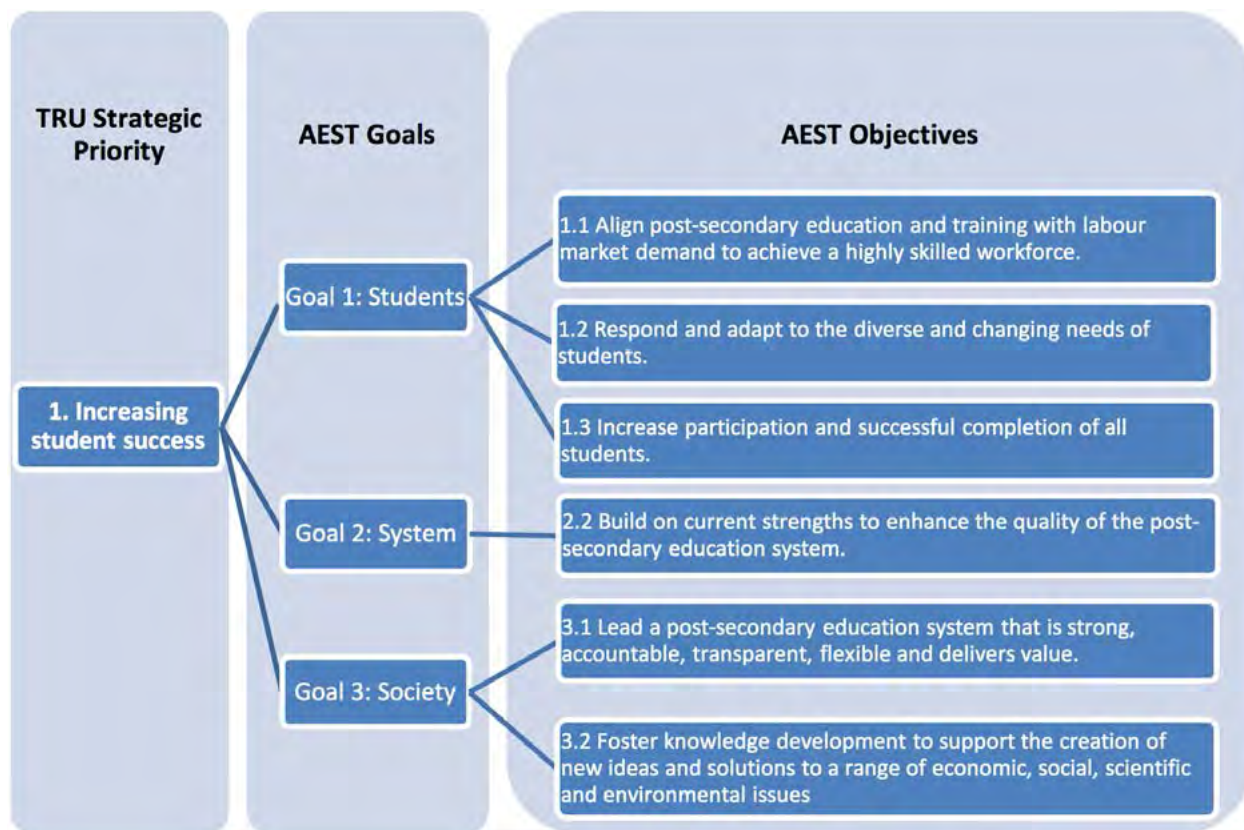 TRU Strategic
Priority
AEST Goals
AEST Objectives
1. Increasing
student success
Goal 1: Students
1.1 Align post-secondary education and training with labour
market demand to achieve a highly skilled workforce.
1.2 Respond and adapt to the diverse and changing needs of
students.
1.3 Increase participation and successful completion of all
students.
Goal 2: System
2.2 Build on current strengths to enhance the quality of the post-
secondary education system.
Goal 3: Society
3.1 Lead a post-secondary education system that is strong,
accountable, transparent, flexible and delivers value.
3.2 Foster knowledge development to support the creation of
new ideas and solutions to a range of economic, social, scientific
and environmental issues